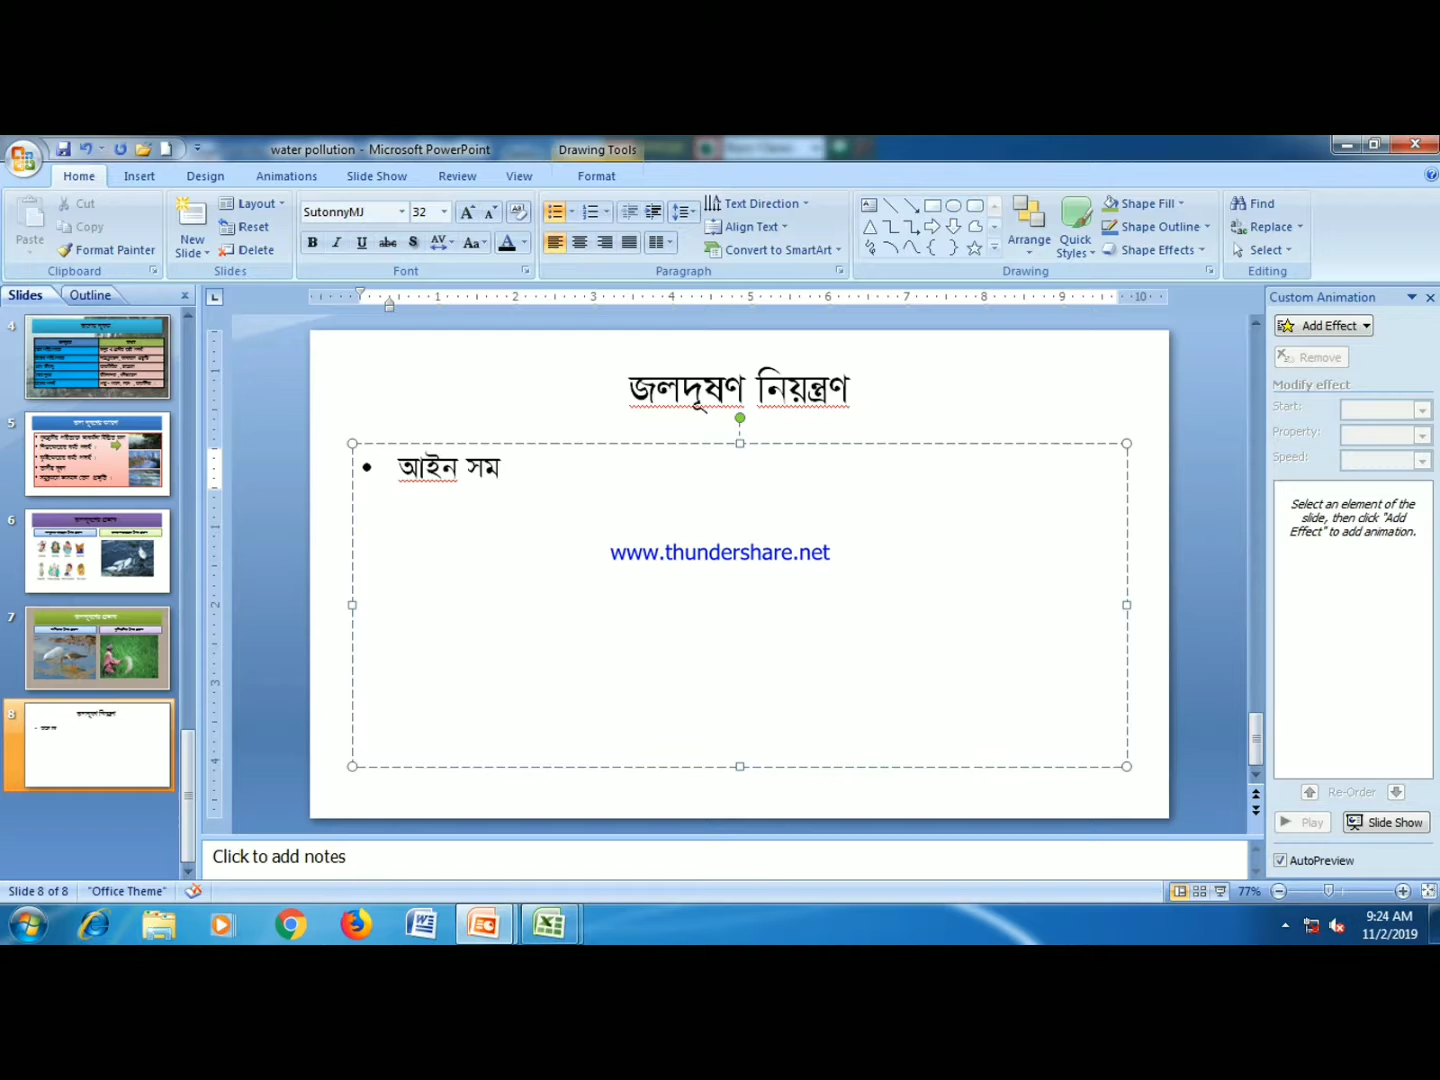 water pollution - Microsoft PowerPoint
Drawing Tools
Home
Insert
Design
Animations
Slide Show
Review
View
Format
Paste
Cut
Copy
Format Painter
Clipboard
New Slide
Layout
Reset
Delete
Slides
SutonnyMJ
32
Font
Text Direction
Align Text
Convert to SmartArt
Paragraph
Arrange
Quick Styles
Shape Fill
Shape Outline
Shape Effects
Drawing
Find
Replace
Select
Editing
Slides
Outline
4
5
6
7
8
জলদূষণ নিয়ন্ত্রণ
• আইন সম
www.thundershare.net
Custom Animation
Add Effect
Remove
Modify effect
Start:
Property:
Speed:
Select an element of the
slide, then click "Add
Effect" to add animation.
Re-Order
Play
Slide Show
AutoPreview
Click to add notes
Slide 8 of 8
"Office Theme"
77%
9:24 AM
11/2/2019